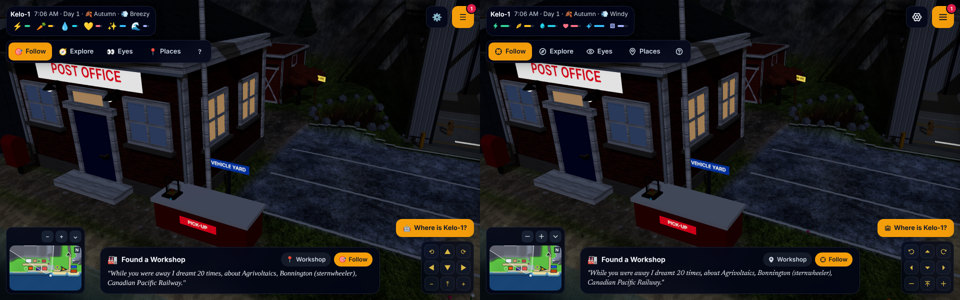 Kelo-1 7:06 AM · Day 1 · Autumn · Breezy
1
Follow Explore Eyes Places ?
POST OFFICE
VEHICLE YARD
PICK-UP
Where is Kelo-1?
Found a Workshop Workshop Follow
"While you were away I dreamt 20 times, about Agrivoltaics, Bonnington (sternwheeler),
Canadian Pacific Railway."
Kelo-1 7:06 AM · Day 1 · Autumn · Windy
1
Follow Explore Eyes Places ?
POST OFFICE
VEHICLE YARD
PICK-UP
Where is Kelo-1?
Found a Workshop Workshop Follow
"While you were away I dreamt 20 times, about Agrivoltaics, Bonnington (sternwheeler),
Canadian Pacific Railway."